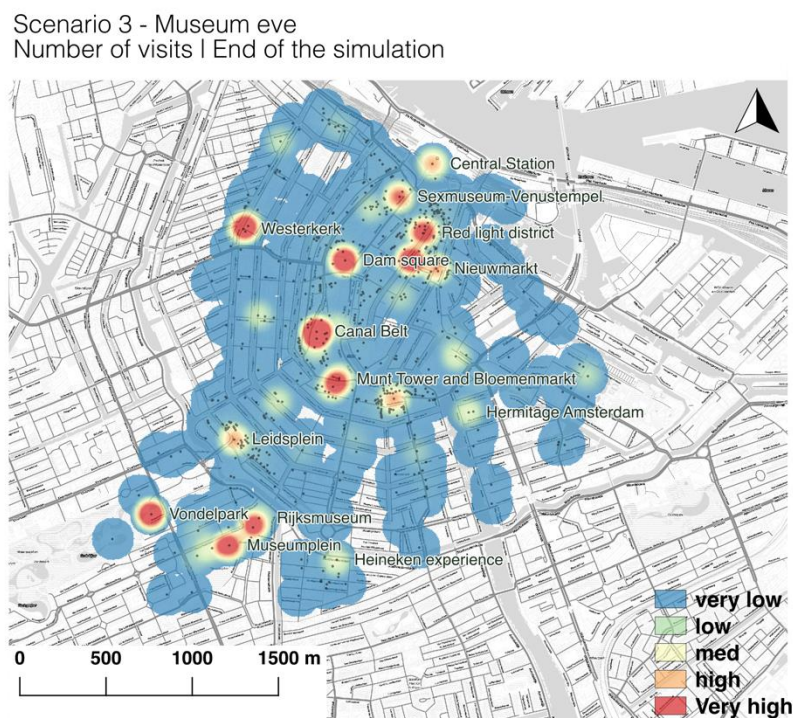 Scenario 3 - Museum eve
Number of visits | End of the simulation
Central Station
Sexmuseum-Venustempel
Westerkerk
Red light district
Dam square
Nieuwmarkt
Canal Belt
Munt Tower and Bloemenmarkt
Hermitage Amsterdam
Leidsplein
Vondelpark
Rijksmuseum
Museumplein
Heineken experience
very low
low
med
high
Very high
0 500 1000 1500 m